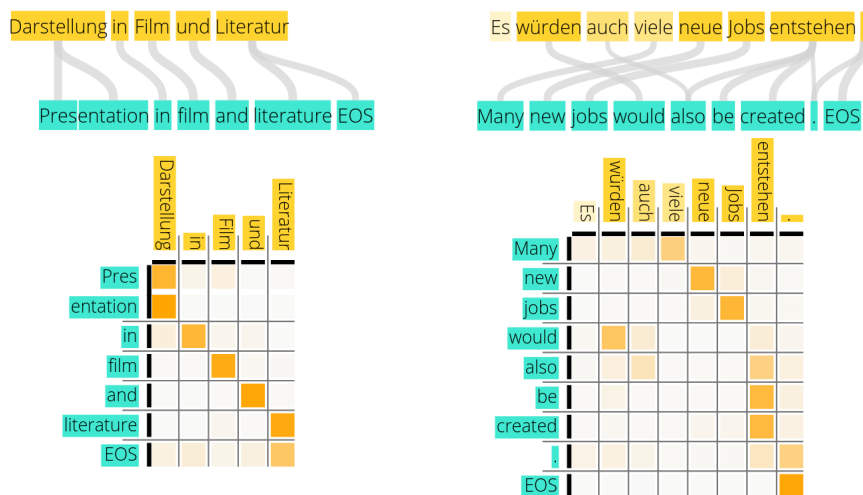 Darstellung in Film und Literatur
Presentation in film and literature EOS
Darstellung
in
Film
und
Literatur
Pres
entation
in
film
and
literature
EOS
Es würden auch viele neue Jobs entstehen
Many new jobs would also be created . EOS
Es
würden
auch
viele
neue
Jobs
entstehen
.
Many
new
jobs
would
also
be
created
.
EOS